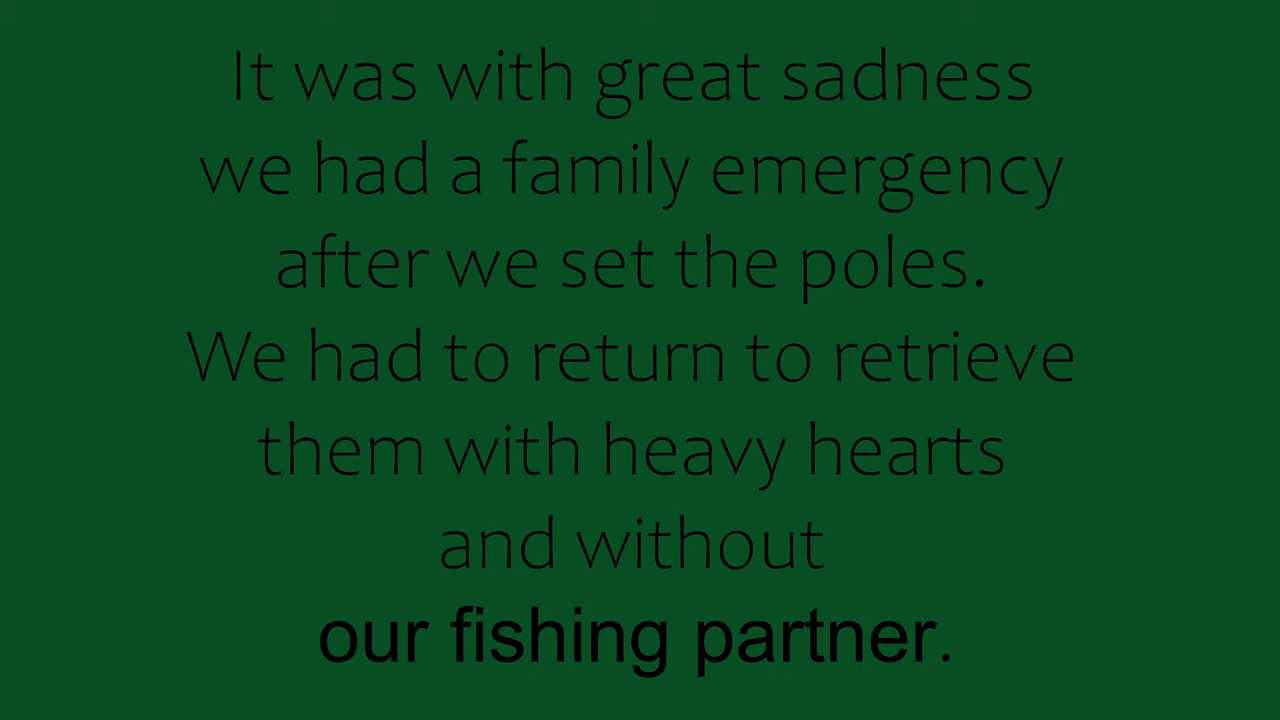 It was with great sadness
we had a family emergency
after we set the poles.
We had to return to retrieve
them with heavy hearts
and without
our fishing partner.